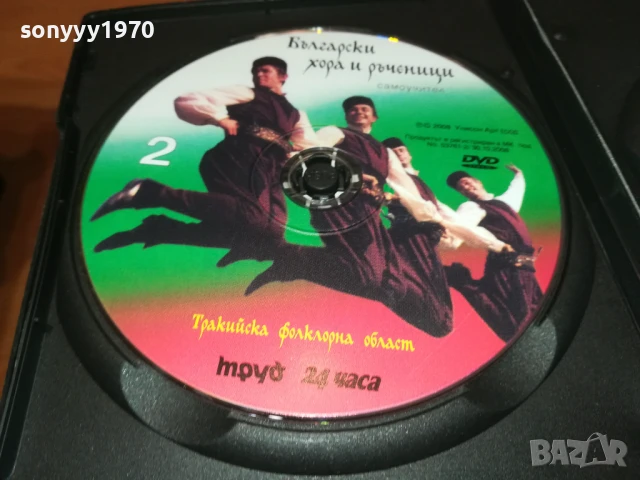 sonyyy1970
Български
хора и ръченици
самоучител
2
DVD
Тракийска фолклорна област
труд 24 часа
BAZAR